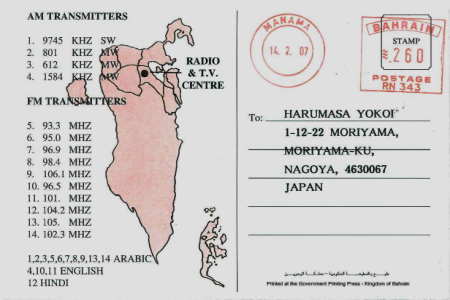 AM TRANSMITTERS
1. 9745 KHZ SW
2. 801 KHZ MW
3. 612 KHZ MW
4. 1584 KHZ MW
RADIO
& T.V.
CENTRE
FM TRANSMITTERS
5. 93.3 MHZ
6. 95.0 MHZ
7. 96.9 MHZ
8. 98.4 MHZ
9. 106.1 MHZ
10. 96.5 MHZ
11. 101. MHZ
12. 104.2 MHZ
13. 105. MHZ
14. 102.3 MHZ
1,2,3,5,6,7,8,9,13,14 ARABIC
4,10,11 ENGLISH
12 HINDI
MANAMA
14. 2. 07
BAHRAIN
STAMP
260
POSTAGE
RN 343
To: HARUMASA YOKOI
1-12-22 MORIYAMA,
MORIYAMA-KU,
NAGOYA, 4630067
JAPAN
Printed at the Government Printing Press - Kingdom of Bahrain